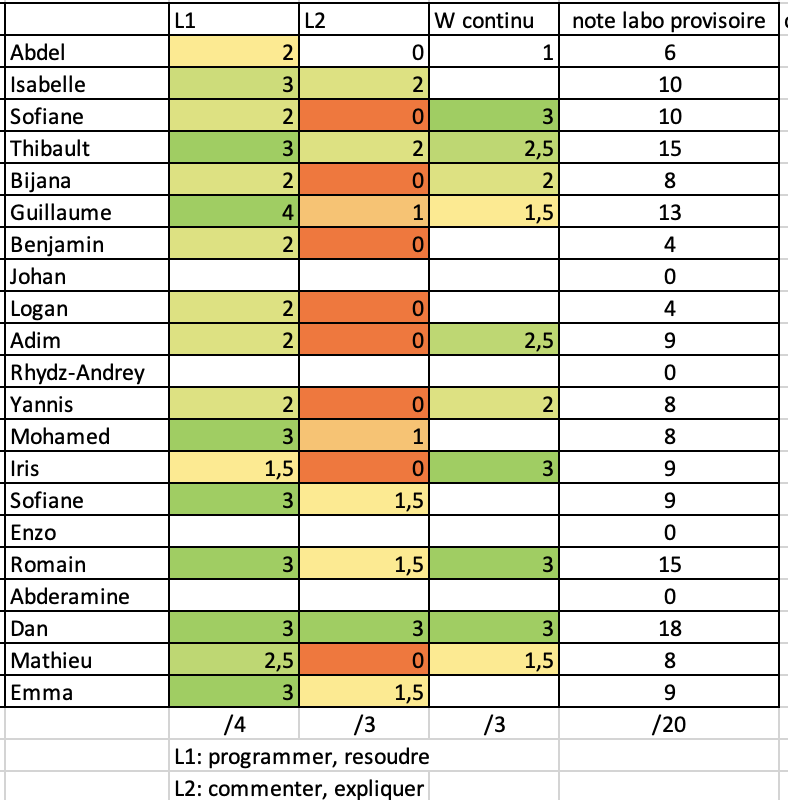 L1 L2 W continu note labo provisoire
Abdel 2 0 1 6
Isabelle 3 2 10
Sofiane 2 0 3 10
Thibault 3 2 2,5 15
Bijana 2 0 2 8
Guillaume 4 1 1,5 13
Benjamin 2 0 4
Johan 0
Logan 2 0 4
Adim 2 0 2,5 9
Rhydz-Andrey 0
Yannis 2 0 2 8
Mohamed 3 1 8
Iris 1,5 0 3 9
Sofiane 3 1,5 9
Enzo 0
Romain 3 1,5 3 15
Abderamine 0
Dan 3 3 3 18
Mathieu 2,5 0 1,5 8
Emma 3 1,5 9
/4 /3 /3 /20
L1: programmer, resoudre
L2: commenter, expliquer